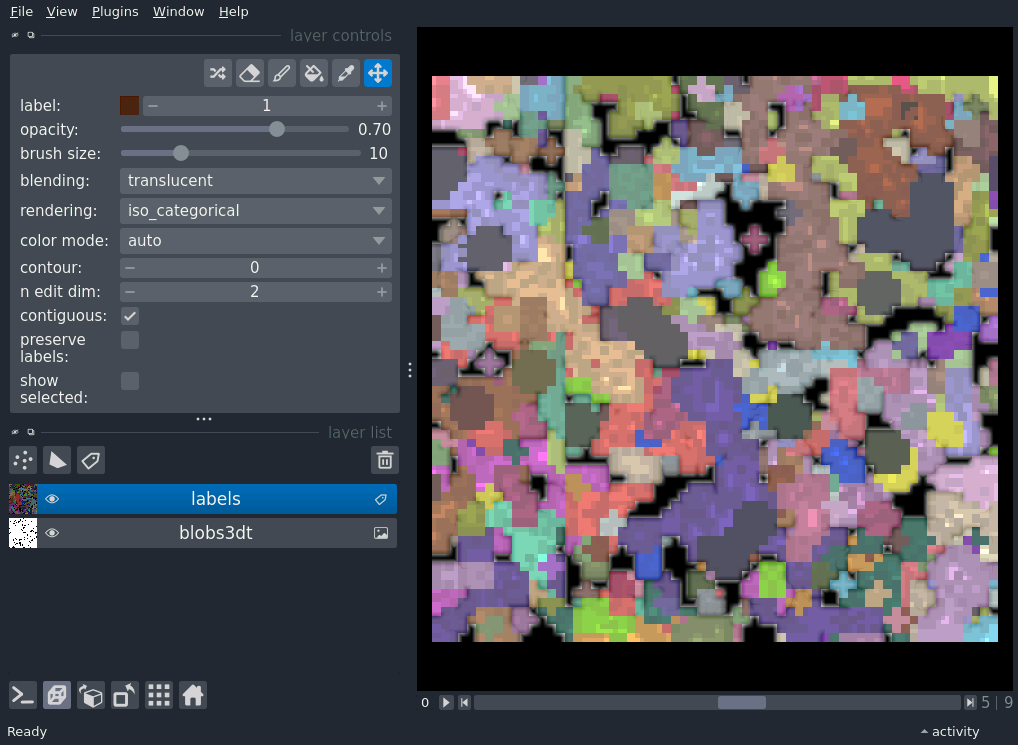 File View Plugins Window Help
layer controls
label: 1
opacity: 0.70
brush size: 10
blending: translucent
rendering: iso_categorical
color mode: auto
contour: 0
n edit dim: 2
contiguous:
preserve
labels:
show
selected:
layer list
labels
blobs3dt
0 5 | 9
Ready activity